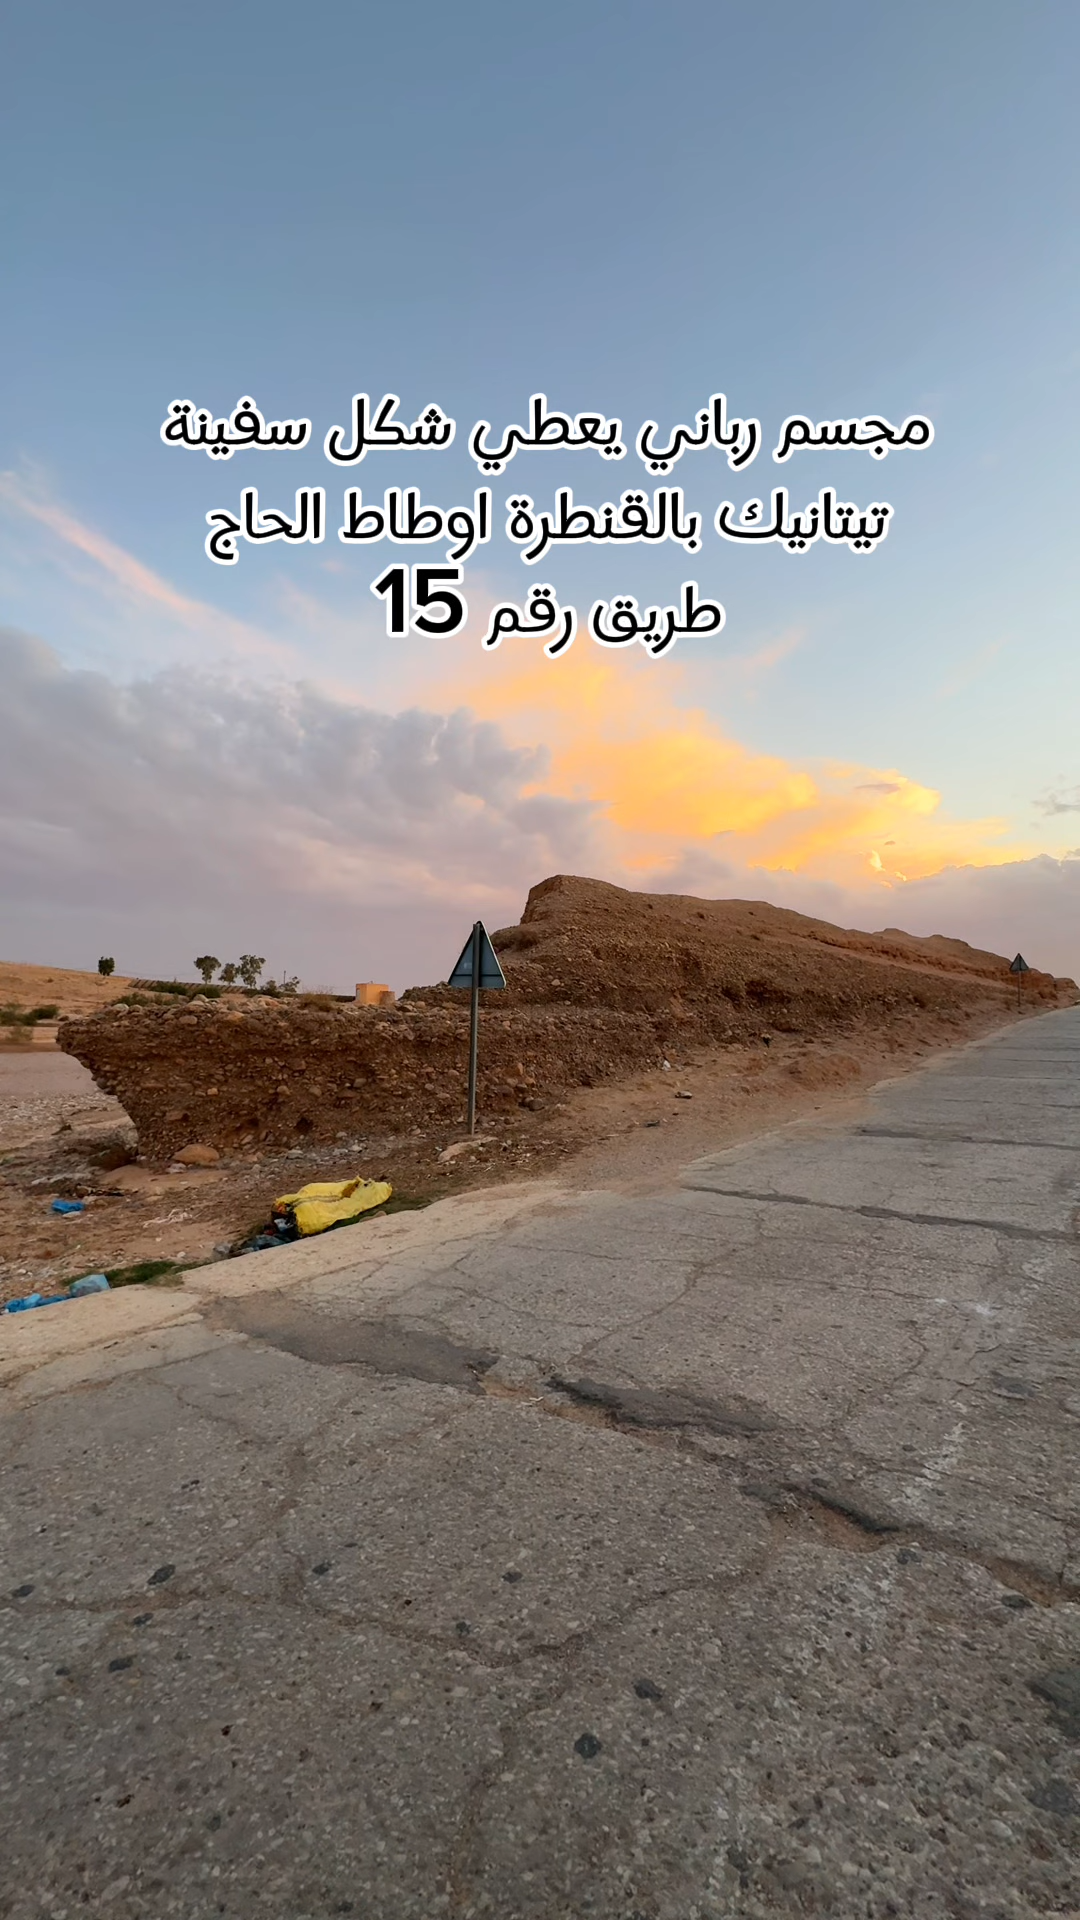 مجسم رباني يعطي شكل سفينة
تيتانيك بالقنطرة اوطاط الحاج
طريق رقم 15